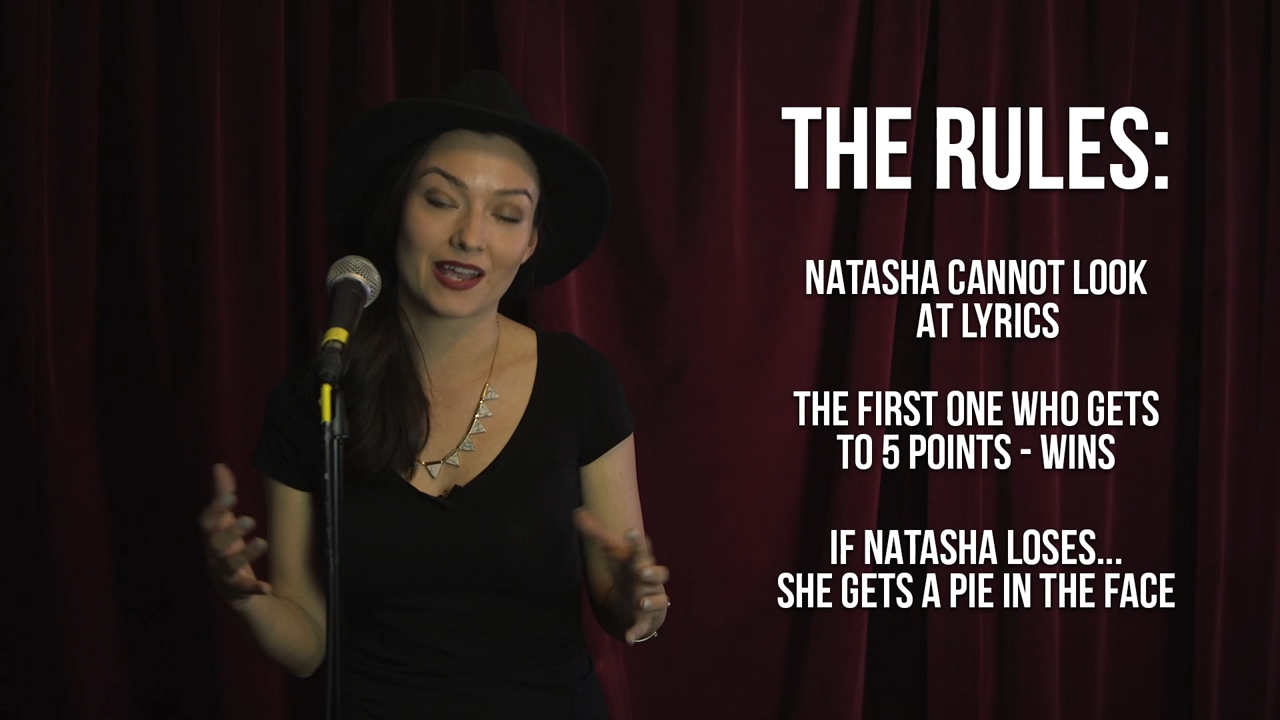 THE RULES:
NATASHA CANNOT LOOK
AT LYRICS
THE FIRST ONE WHO GETS
TO 5 POINTS - WINS
IF NATASHA LOSES...
SHE GETS A PIE IN THE FACE